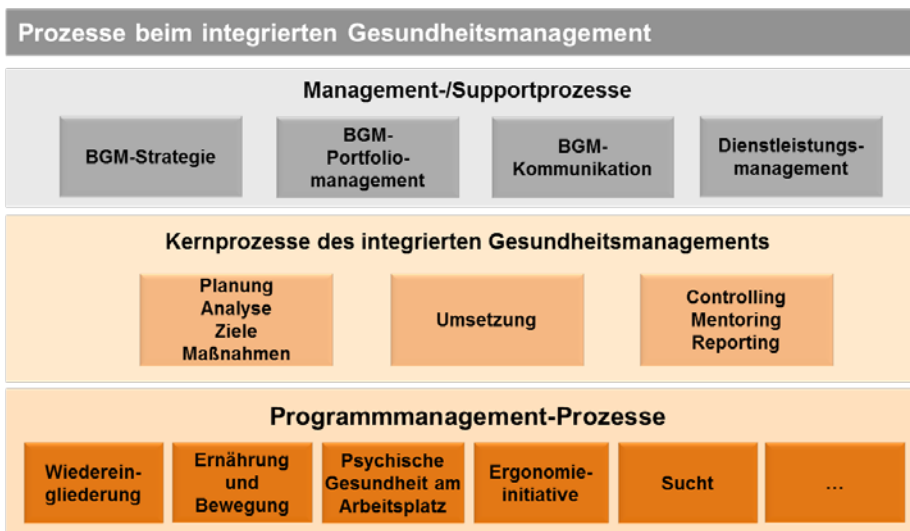 Prozesse beim integrierten Gesundheitsmanagement
Management-/Supportprozesse
BGM-Strategie
BGM-
Portfolio-
management
BGM-
Kommunikation
Dienstleistungs-
management
Kernprozesse des integrierten Gesundheitsmanagements
Planung
Analyse
Ziele
Maßnahmen
Umsetzung
Controlling
Mentoring
Reporting
Programmmanagement-Prozesse
Wiederein-
gliederung
Ernährung
und
Bewegung
Psychische
Gesundheit am
Arbeitsplatz
Ergonomie-
initiative
Sucht
...